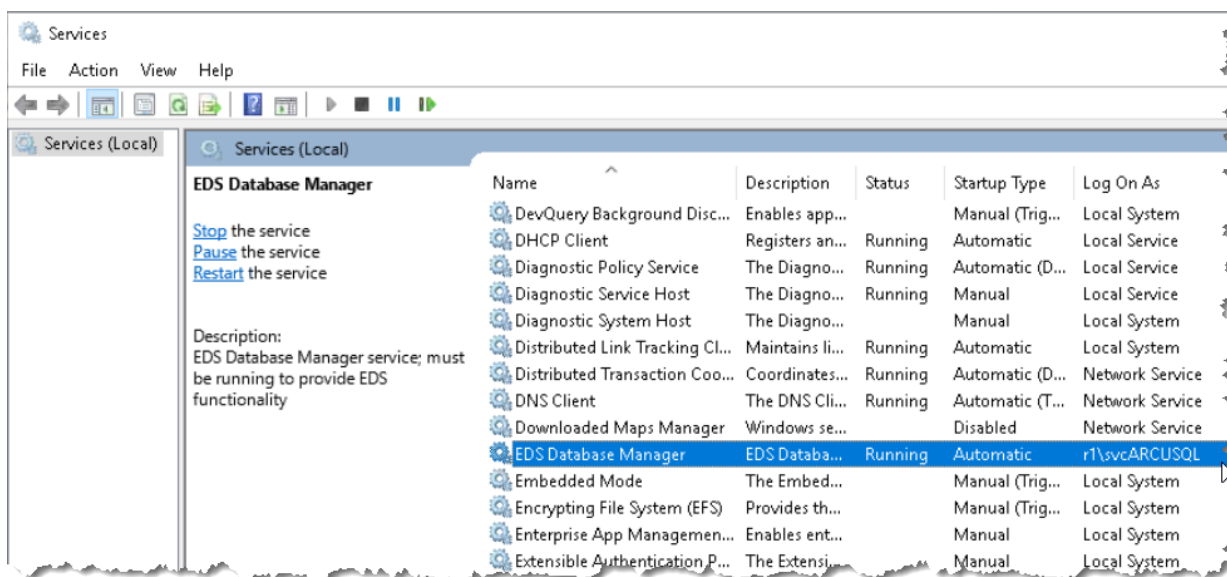 Services
File Action View Help
Services (Local)
Services (Local)
EDS Database Manager
Stop the service
Pause the service
Restart the service
Description:
EDS Database Manager service; must
be running to provide EDS
functionality
Name Description Status Startup Type Log On As
DevQuery Background Disc... Enables app... Manual (Trig... Local System
DHCP Client Registers an... Running Automatic Local Service
Diagnostic Policy Service The Diagno... Running Automatic (D... Local Service
Diagnostic Service Host The Diagno... Running Manual Local Service
Diagnostic System Host The Diagno... Manual Local System
Distributed Link Tracking Cl... Maintains li... Running Automatic Local System
Distributed Transaction Coo... Coordinates... Running Automatic (D... Network Service
DNS Client The DNS Cli... Running Automatic (T... Network Service
Downloaded Maps Manager Windows se... Disabled Network Service
EDS Database Manager EDS Databa... Running Automatic r1\svcARCUSQL
Embedded Mode The Embed... Manual (Trig... Local System
Encrypting File System (EFS) Provides th... Manual (Trig... Local System
Enterprise App Managemen... Enables ent... Manual Local System
Extensible Authentication P... The Extensi... Manual Local System